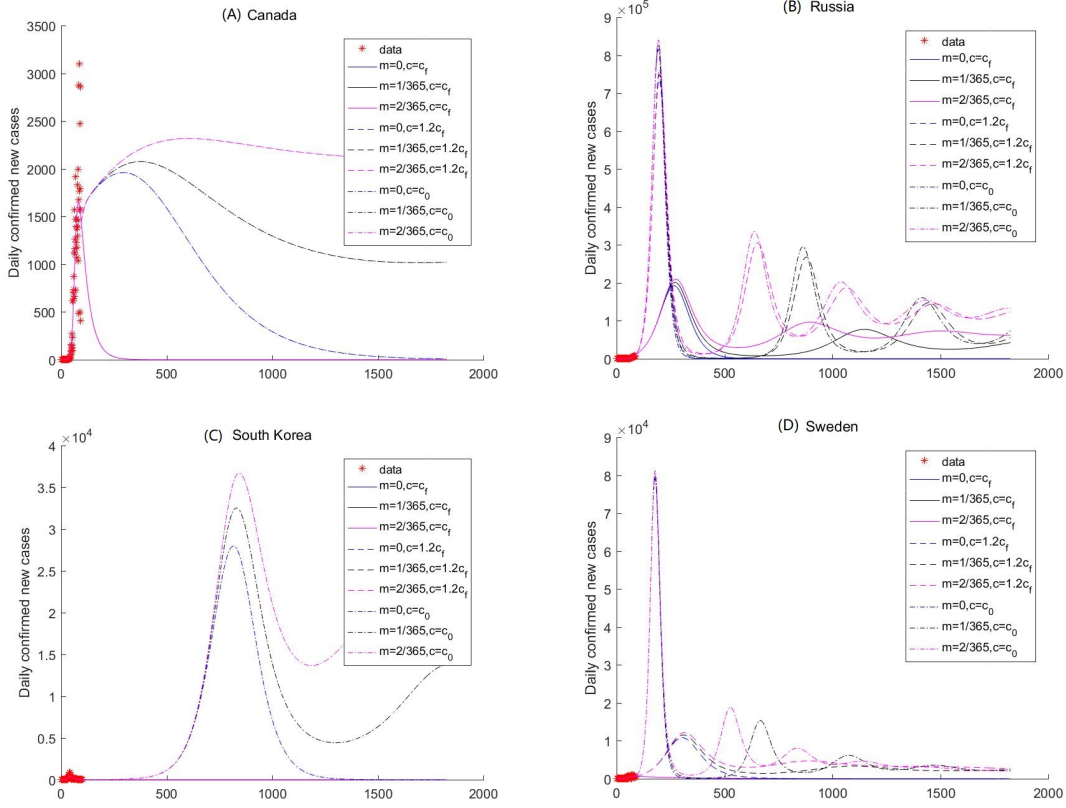 (A) Canada
3500
3000
2500
2000
1500
1000
500
0
0 500 1000 1500 2000
Daily confirmed new cases
data
m=0,c=c_f
m=1/365,c=c_f
m=2/365,c=c_f
m=0,c=1.2c_f
m=1/365,c=1.2c_f
m=2/365,c=1.2c_f
m=0,c=c_0
m=1/365,c=c_0
m=2/365,c=c_0
(B) Russia
×10^5
9
8
7
6
5
4
3
2
1
0
0 500 1000 1500 2000
Daily confirmed new cases
data
m=0,c=c_f
m=1/365,c=c_f
m=2/365,c=c_f
m=0,c=1.2c_f
m=1/365,c=1.2c_f
m=2/365,c=1.2c_f
m=0,c=c_0
m=1/365,c=c_0
m=2/365,c=c_0
(C) South Korea
×10^4
4
3.5
3
2.5
2
1.5
1
0.5
0
0 500 1000 1500 2000
Daily confirmed new cases
data
m=0,c=c_f
m=1/365,c=c_f
m=2/365,c=c_f
m=0,c=1.2c_f
m=1/365,c=1.2c_f
m=2/365,c=1.2c_f
m=0,c=c_0
m=1/365,c=c_0
m=2/365,c=c_0
(D) Sweden
×10^4
9
8
7
6
5
4
3
2
1
0
0 500 1000 1500 2000
Daily confirmed new cases
data
m=0,c=c_f
m=1/365,c=c_f
m=2/365,c=c_f
m=0,c=1.2c_f
m=1/365,c=1.2c_f
m=2/365,c=1.2c_f
m=0,c=c_0
m=1/365,c=c_0
m=2/365,c=c_0